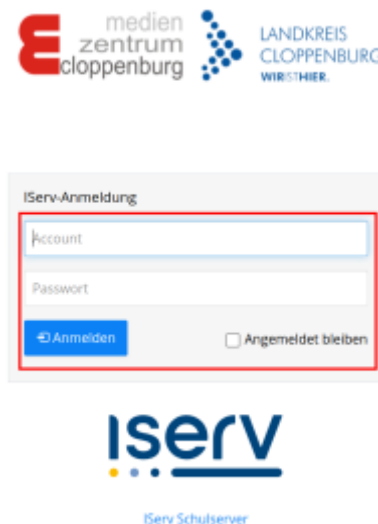 medien
zentrum
cloppenburg
LANDKREIS
CLOPPENBURG
WIRISTHIER.
IServ-Anmeldung
Account
Passwort
Anmelden
Angemeldet bleiben
ISERV
IServ Schulserver